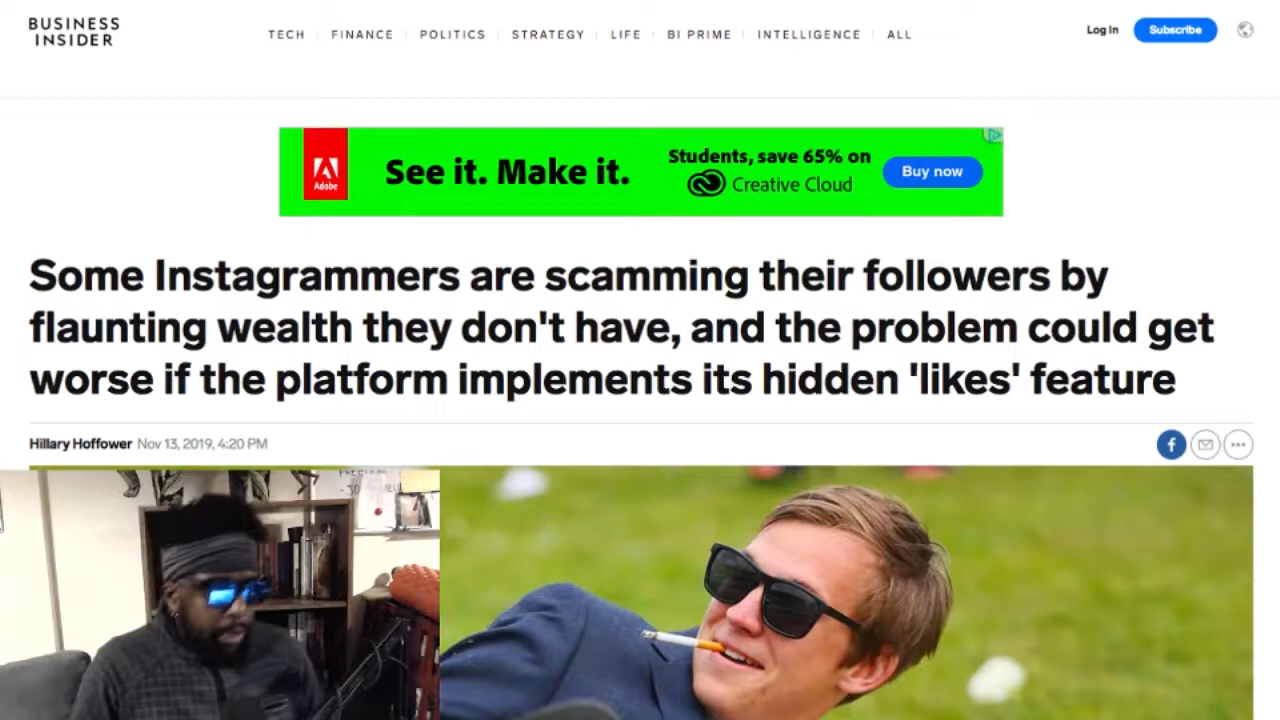 BUSINESS
INSIDER
TECH FINANCE POLITICS STRATEGY LIFE BI PRIME INTELLIGENCE ALL
Log In Subscribe
Adobe
See it. Make it.
Students, save 65% on
Creative Cloud
Buy now
Some Instagrammers are scamming their followers by
flaunting wealth they don't have, and the problem could get
worse if the platform implements its hidden 'likes' feature
Hillary Hoffower Nov 13, 2019, 4:20 PM